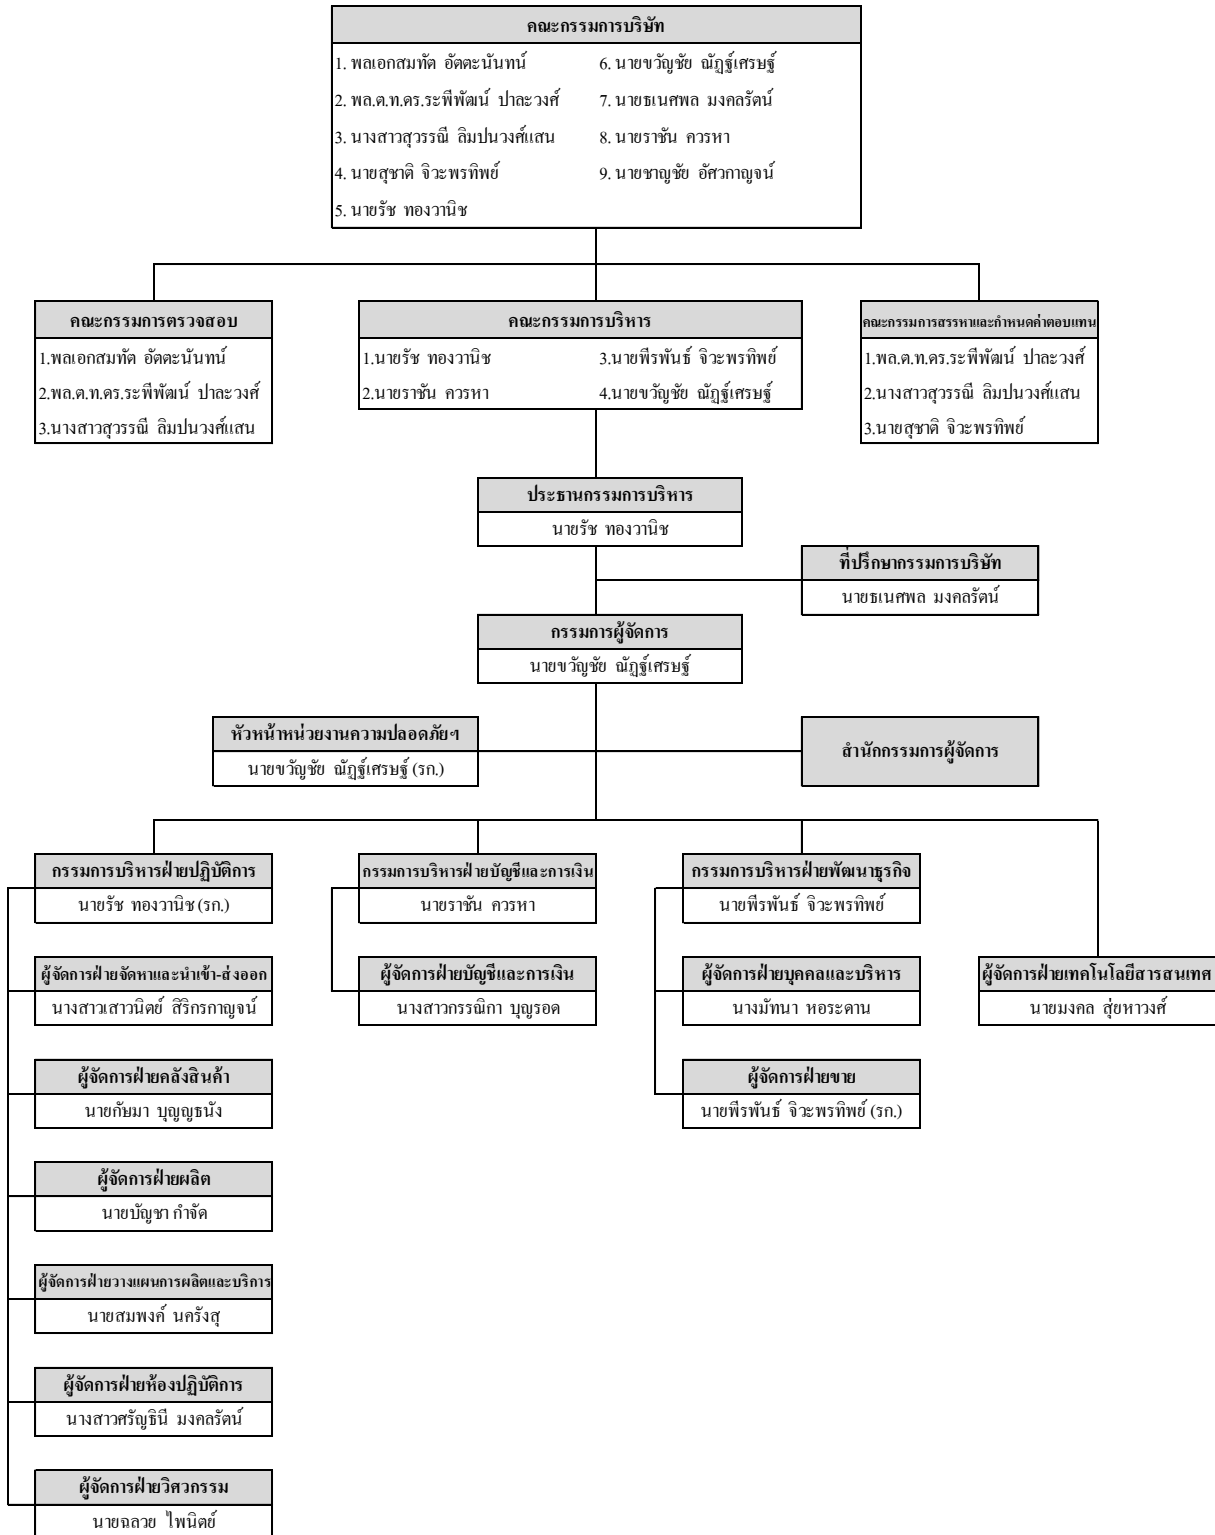 คณะกรรมการบริษัท
1. พลเอกสมทัต อัตตะนันทน์
6. นายขวัญชัย ณัฏฐ์เศรษฐ์
2. พล.ต.ท.ดร.ระพีพัฒน์ ปาละวงศ์
7. นายธเนศพล มงคลรัตน์
3. นางสาวสุวรรณี ลิมปนวงศ์แสน
8. นายราชัน ควรหา
4. นายสุชาติ จิวะพรทิพย์
9. นายชาญชัย อัศวกาญจน์
5. นายรัช ทองวานิช
คณะกรรมการตรวจสอบ
1.พลเอกสมทัต อัตตะนันทน์
2.พล.ต.ท.ดร.ระพีพัฒน์ ปาละวงศ์
3.นางสาวสุวรรณี ลิมปนวงศ์แสน
คณะกรรมการบริหาร
1.นายรัช ทองวานิช
3.นายพีรพันธ์ จิวะพรทิพย์
2.นายราชัน ควรหา
4.นายขวัญชัย ณัฏฐ์เศรษฐ์
คณะกรรมการสรรหาและกำหนดค่าตอบแทน
1.พล.ต.ท.ดร.ระพีพัฒน์ ปาละวงศ์
2.นางสาวสุวรรณี ลิมปนวงศ์แสน
3.นายสุชาติ จิวะพรทิพย์
ประธานกรรมการบริหาร
นายรัช ทองวานิช
ที่ปรึกษากรรมการบริษัท
นายธเนศพล มงคลรัตน์
กรรมการผู้จัดการ
นายขวัญชัย ณัฏฐ์เศรษฐ์
หัวหน้าหน่วยงานความปลอดภัยฯ
นายขวัญชัย ณัฏฐ์เศรษฐ์ (รก.)
สำนักกรรมการผู้จัดการ
กรรมการบริหารฝ่ายปฏิบัติการ
นายรัช ทองวานิช (รก.)
กรรมการบริหารฝ่ายบัญชีและการเงิน
นายราชัน ควรหา
กรรมการบริหารฝ่ายพัฒนาธุรกิจ
นายพีรพันธ์ จิวะพรทิพย์
ผู้จัดการฝ่ายจัดหาและนำเข้า-ส่งออก
นางสาวเสาวนิตย์ สิริกรกาญจน์
ผู้จัดการฝ่ายบัญชีและการเงิน
นางสาวกรรณิกา บุญรอด
ผู้จัดการฝ่ายบุคคลและบริหาร
นางมัทนา หอระดาน
ผู้จัดการฝ่ายเทคโนโลยีสารสนเทศ
นายมงคล สุ่ยหาวงศ์
ผู้จัดการฝ่ายคลังสินค้า
นายกัษมา บุญญธนัง
ผู้จัดการฝ่ายขาย
นายพีรพันธ์ จิวะพรทิพย์ (รก.)
ผู้จัดการฝ่ายผลิต
นายบัญชา กำจัด
ผู้จัดการฝ่ายวางแผนการผลิตและบริการ
นายสมพงค์ นครังสุ
ผู้จัดการฝ่ายห้องปฏิบัติการ
นางสาวศรัญธินี มงคลรัตน์
ผู้จัดการฝ่ายวิศวกรรม
นายฉลวย ไพนิตย์